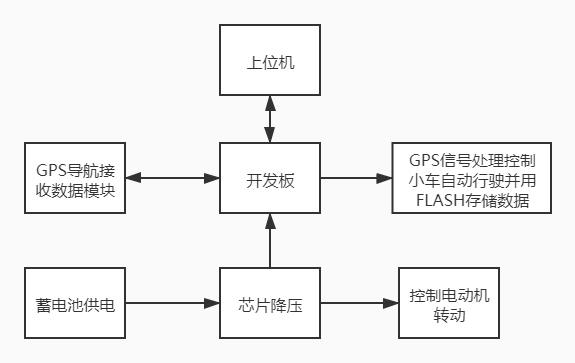 上位机
GPS导航接
收数据模块
开发板
GPS信号处理控制
小车自动行驶并用
FLASH存储数据
蓄电池供电
芯片降压
控制电动机
转动